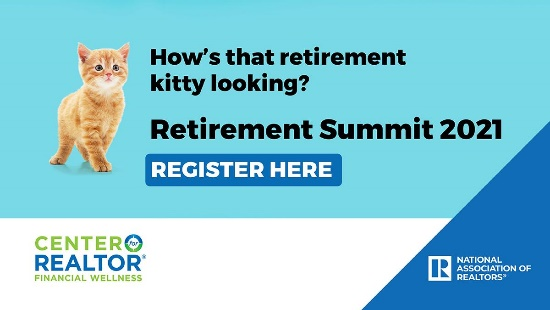 How's that retirement
kitty looking?
Retirement Summit 2021
REGISTER HERE
CENTER for
REALTOR®
FINANCIAL WELLNESS
R
NATIONAL
ASSOCIATION OF
REALTORS®